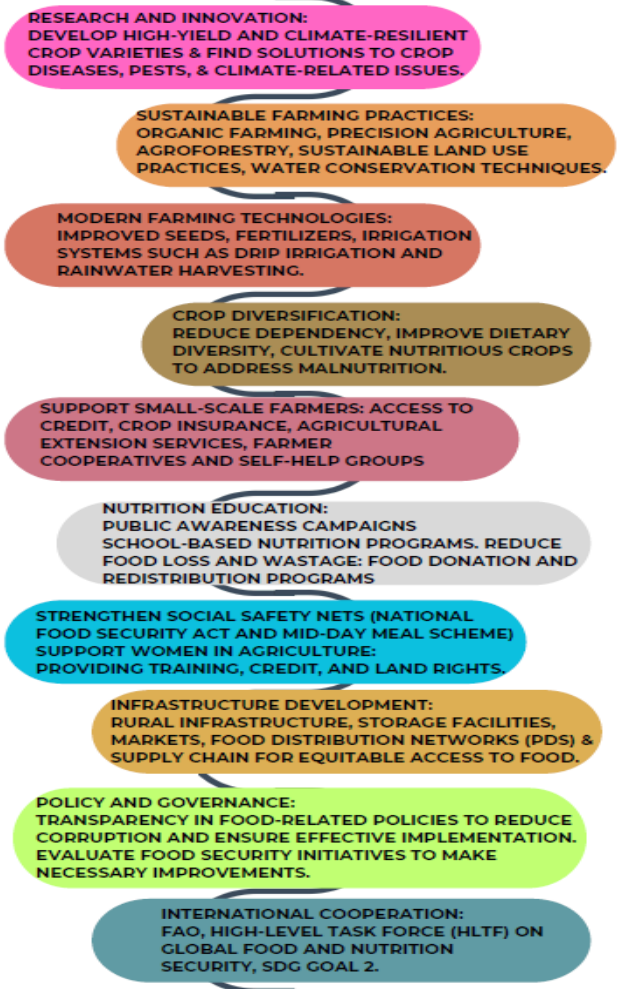 RESEARCH AND INNOVATION:
DEVELOP HIGH-YIELD AND CLIMATE-RESILIENT
CROP VARIETIES & FIND SOLUTIONS TO CROP
DISEASES, PESTS, & CLIMATE-RELATED ISSUES.
SUSTAINABLE FARMING PRACTICES:
ORGANIC FARMING, PRECISION AGRICULTURE,
AGROFORESTRY, SUSTAINABLE LAND USE
PRACTICES, WATER CONSERVATION TECHNIQUES.
MODERN FARMING TECHNOLOGIES:
IMPROVED SEEDS, FERTILIZERS, IRRIGATION
SYSTEMS SUCH AS DRIP IRRIGATION AND
RAINWATER HARVESTING.
CROP DIVERSIFICATION:
REDUCE DEPENDENCY, IMPROVE DIETARY
DIVERSITY, CULTIVATE NUTRITIOUS CROPS
TO ADDRESS MALNUTRITION.
SUPPORT SMALL-SCALE FARMERS: ACCESS TO
CREDIT, CROP INSURANCE, AGRICULTURAL
EXTENSION SERVICES, FARMER
COOPERATIVES AND SELF-HELP GROUPS
NUTRITION EDUCATION:
PUBLIC AWARENESS CAMPAIGNS
SCHOOL-BASED NUTRITION PROGRAMS. REDUCE
FOOD LOSS AND WASTAGE: FOOD DONATION AND
REDISTRIBUTION PROGRAMS
STRENGTHEN SOCIAL SAFETY NETS (NATIONAL
FOOD SECURITY ACT AND MID-DAY MEAL SCHEME)
SUPPORT WOMEN IN AGRICULTURE:
PROVIDING TRAINING, CREDIT, AND LAND RIGHTS.
INFRASTRUCTURE DEVELOPMENT:
RURAL INFRASTRUCTURE, STORAGE FACILITIES,
MARKETS, FOOD DISTRIBUTION NETWORKS (PDS) &
SUPPLY CHAIN FOR EQUITABLE ACCESS TO FOOD.
POLICY AND GOVERNANCE:
TRANSPARENCY IN FOOD-RELATED POLICIES TO REDUCE
CORRUPTION AND ENSURE EFFECTIVE IMPLEMENTATION.
EVALUATE FOOD SECURITY INITIATIVES TO MAKE
NECESSARY IMPROVEMENTS.
INTERNATIONAL COOPERATION:
FAO, HIGH-LEVEL TASK FORCE (HLTF) ON
GLOBAL FOOD AND NUTRITION
SECURITY, SDG GOAL 2.